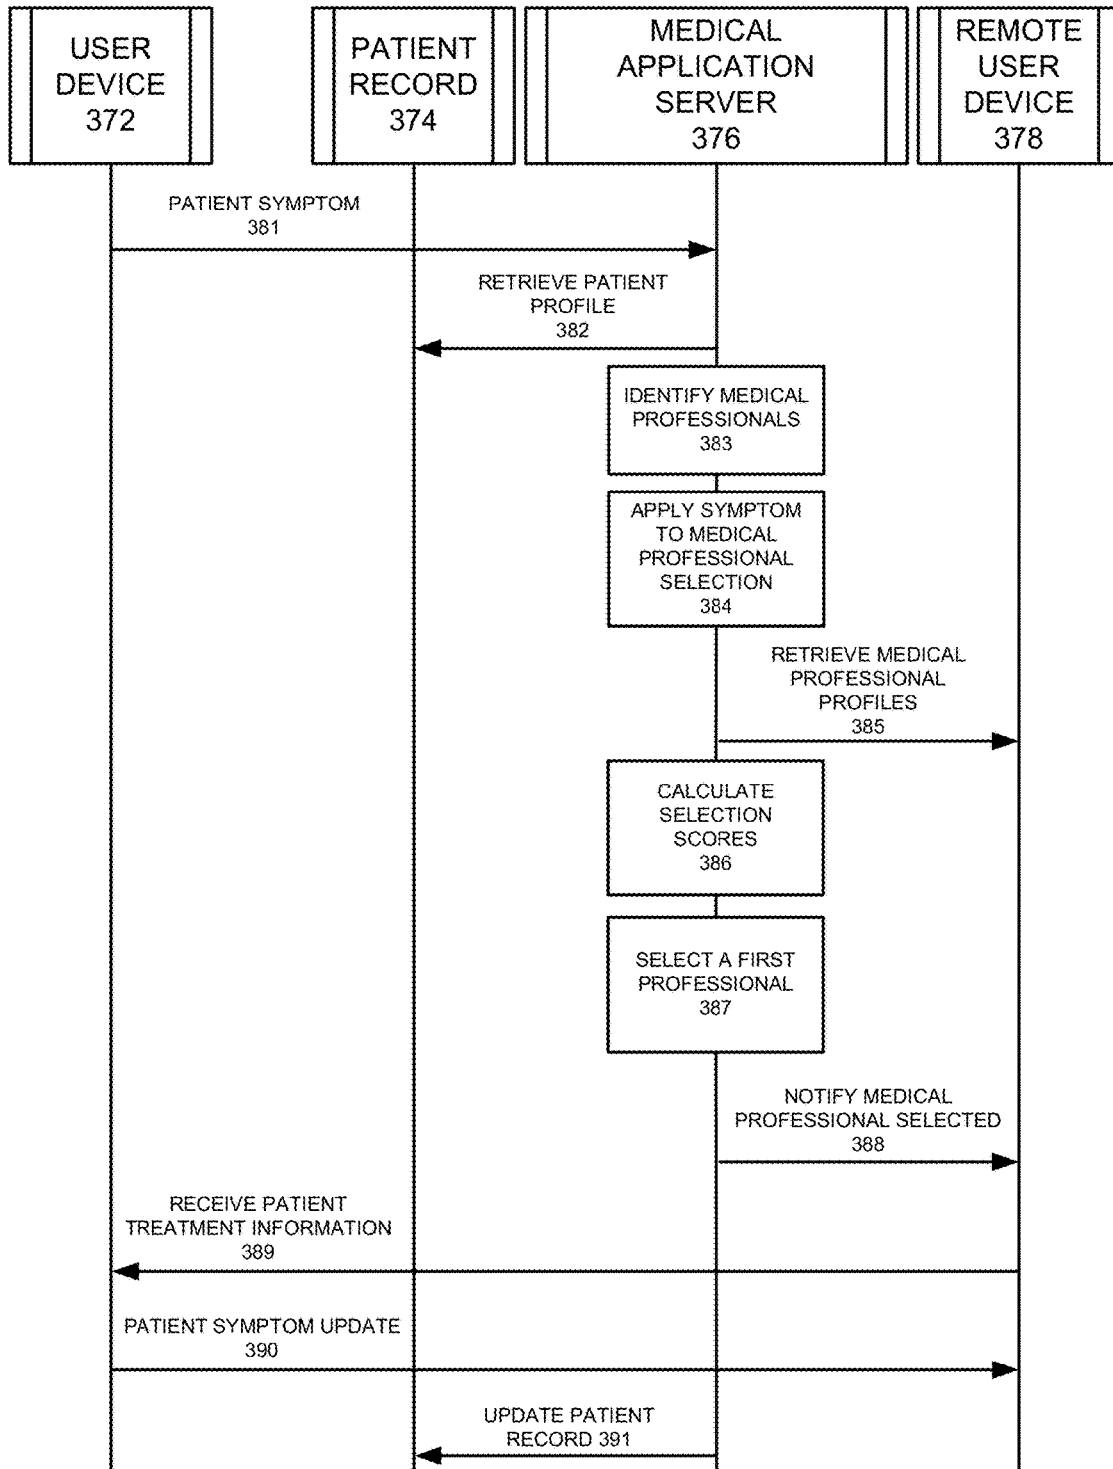 USER
DEVICE
372
PATIENT
RECORD
374
MEDICAL
APPLICATION
SERVER
376
REMOTE
USER
DEVICE
378
PATIENT SYMPTOM
381
RETRIEVE PATIENT
PROFILE
382
IDENTIFY MEDICAL
PROFESSIONALS
383
APPLY SYMPTOM
TO MEDICAL
PROFESSIONAL
SELECTION
384
RETRIEVE MEDICAL
PROFESSIONAL
PROFILES
385
CALCULATE
SELECTION
SCORES
386
SELECT A FIRST
PROFESSIONAL
387
NOTIFY MEDICAL
PROFESSIONAL SELECTED
388
RECEIVE PATIENT
TREATMENT INFORMATION
389
PATIENT SYMPTOM UPDATE
390
UPDATE PATIENT
RECORD 391